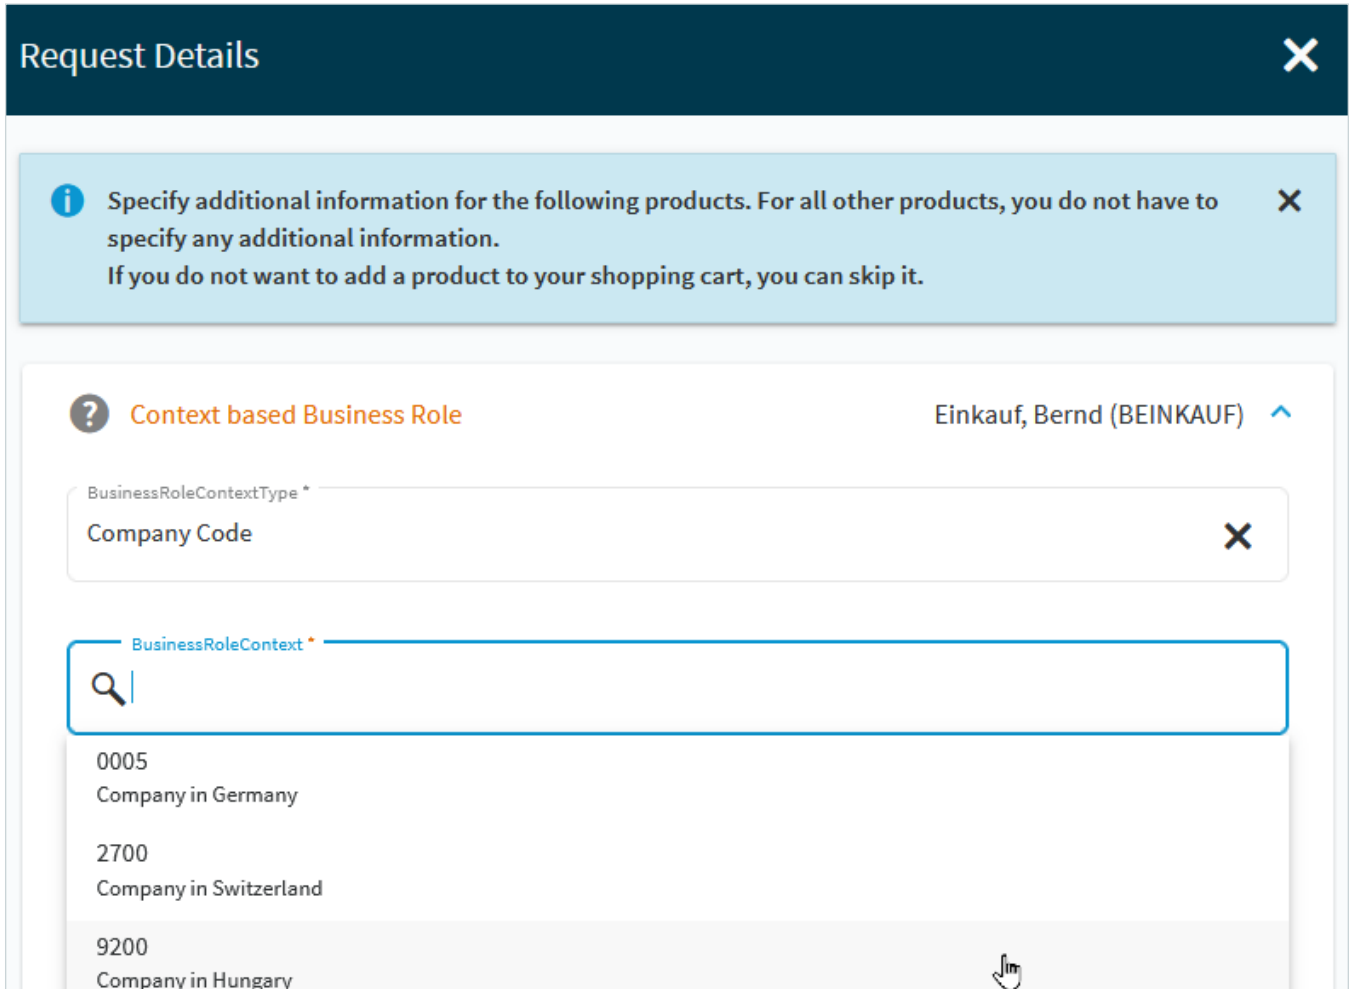 Request Details
Specify additional information for the following products. For all other products, you do not have to
specify any additional information.
If you do not want to add a product to your shopping cart, you can skip it.
Context based Business Role
Einkauf, Bernd (BEINKAUF)
BusinessRoleContextType *
Company Code
BusinessRoleContext *
0005
Company in Germany
2700
Company in Switzerland
9200
Company in Hungary